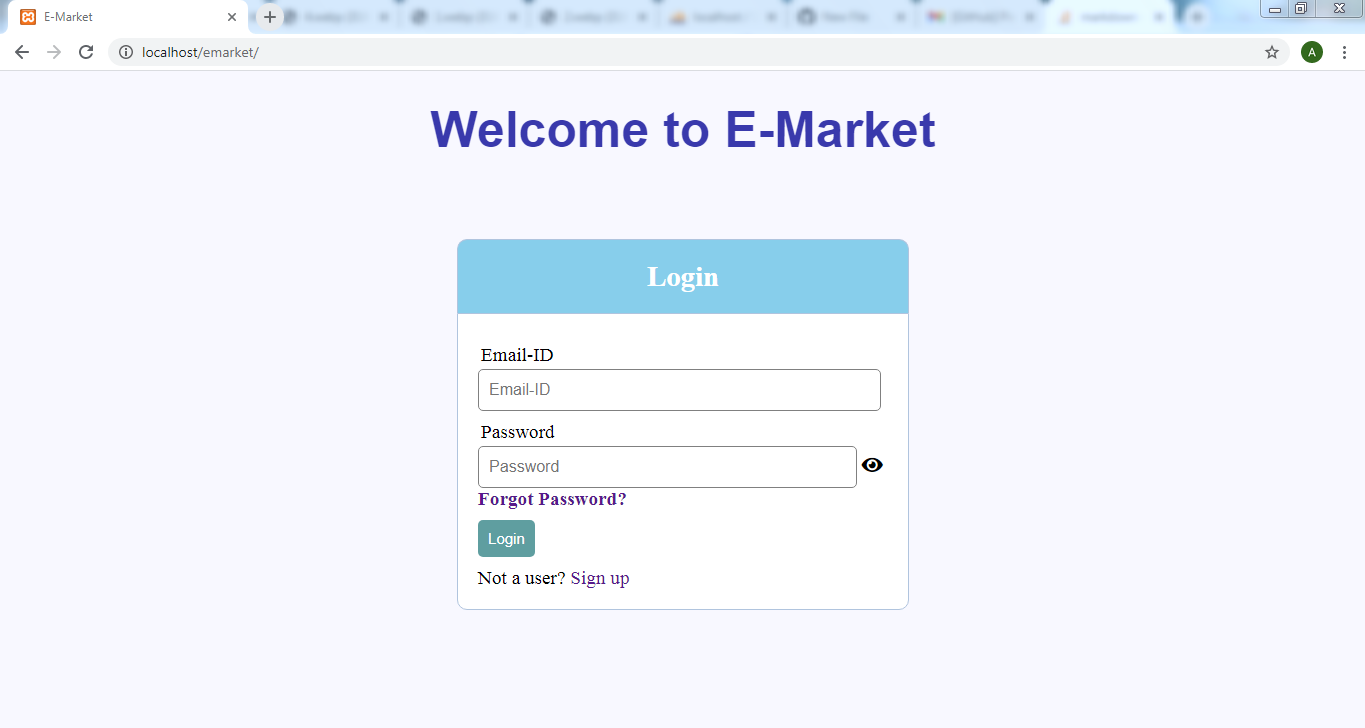 E-Market
localhost/emarket/
A
Welcome to E-Market
Login
Email-ID
Email-ID
Password
Password
Forgot Password?
Login
Not a user? Sign up